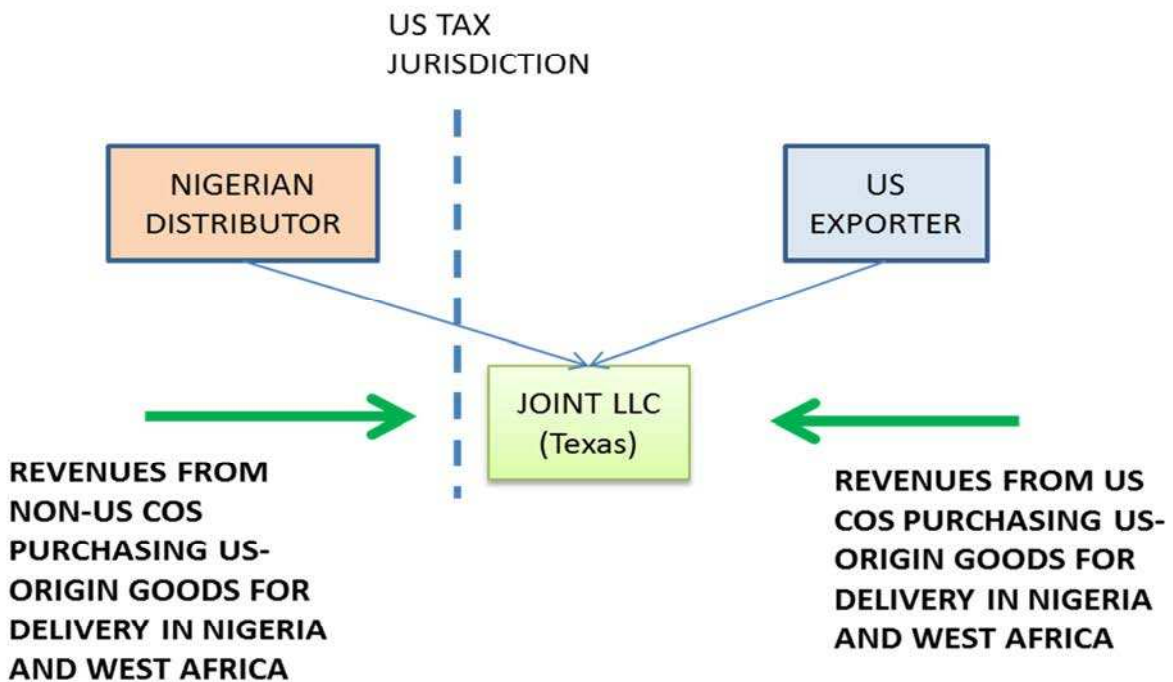 US TAX
JURISDICTION
NIGERIAN
DISTRIBUTOR
US
EXPORTER
JOINT LLC
(Texas)
REVENUES FROM
NON-US COS
PURCHASING US-
ORIGIN GOODS FOR
DELIVERY IN NIGERIA
AND WEST AFRICA
REVENUES FROM US
COS PURCHASING US-
ORIGIN GOODS FOR
DELIVERY IN NIGERIA
AND WEST AFRICA